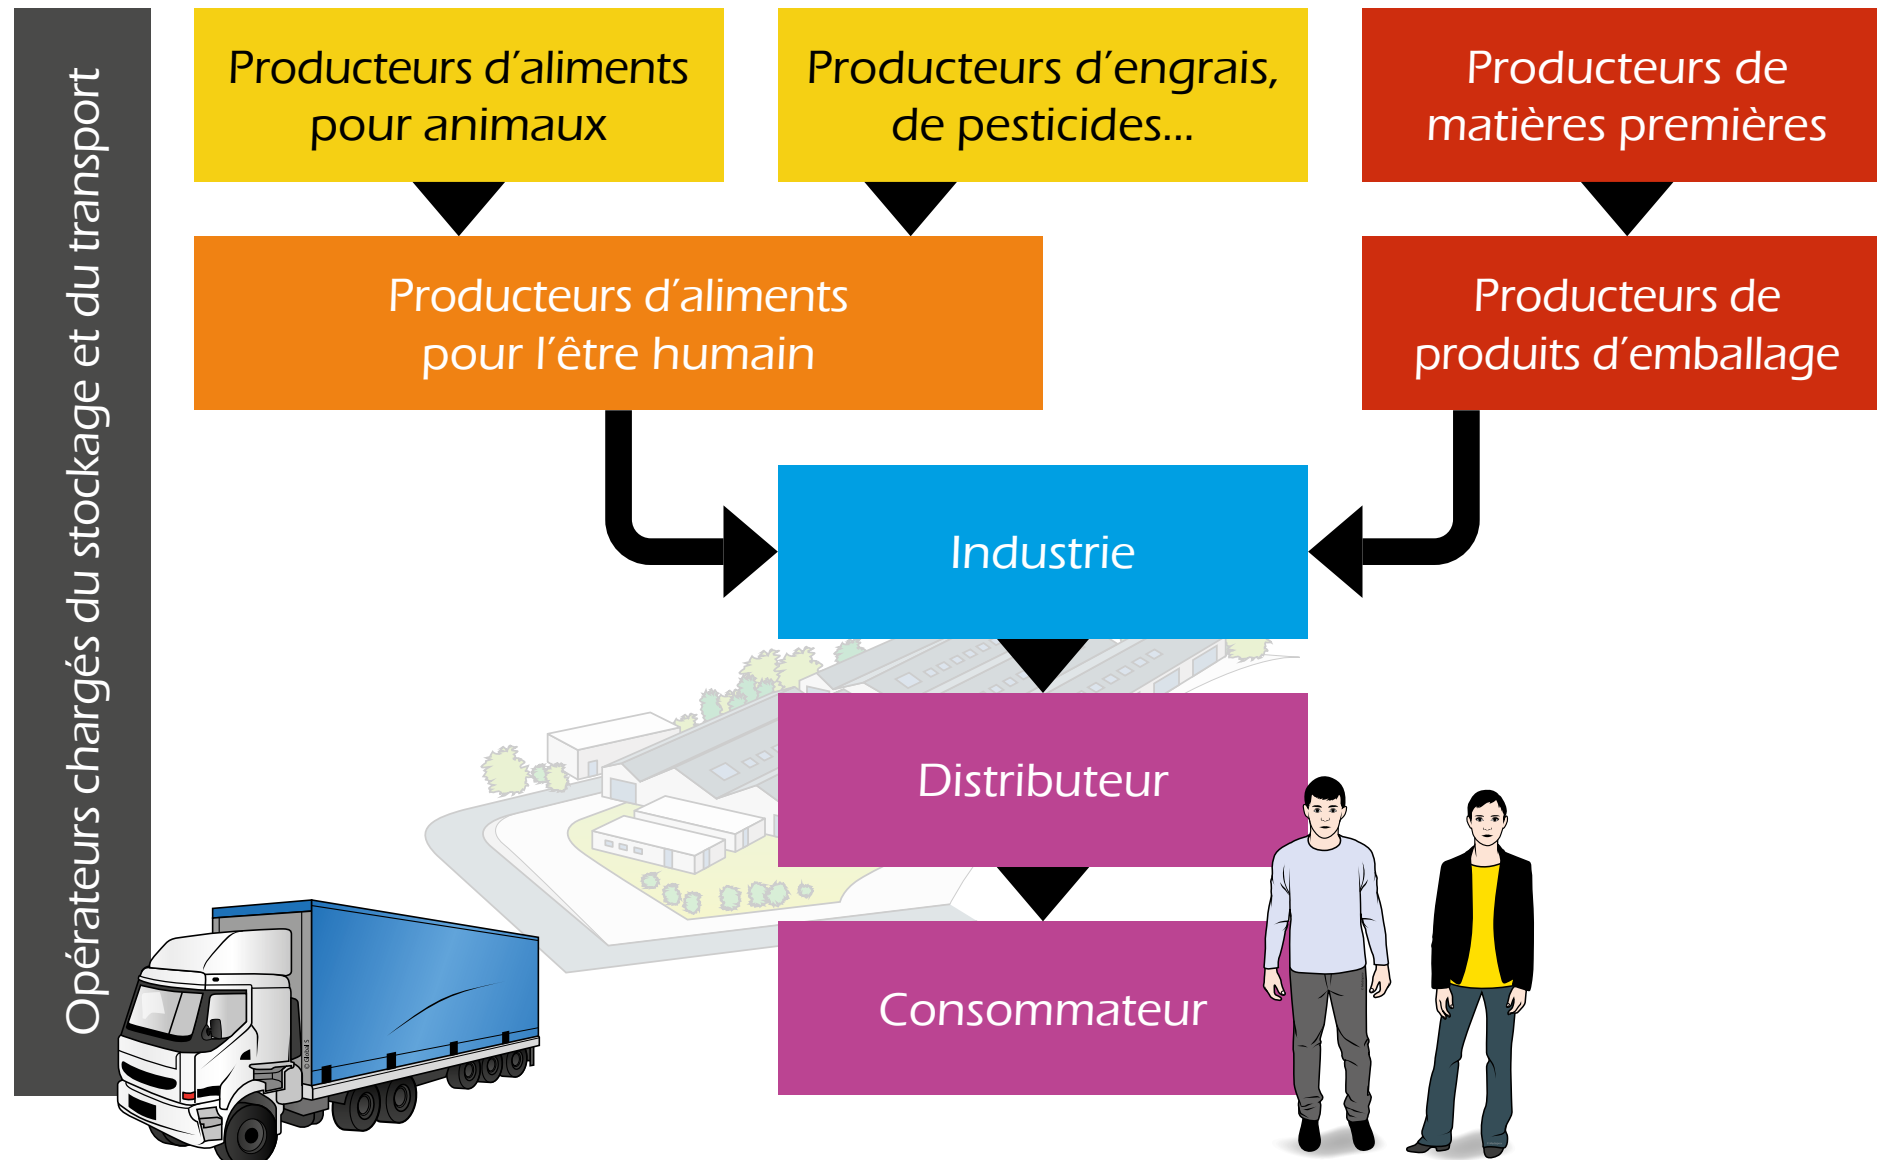 Opérateurs chargés du stockage et du transport
Producteurs d’aliments
pour animaux
Producteurs d’engrais,
de pesticides...
Producteurs de
matières premières
Producteurs d’aliments
pour l’être humain
Producteurs de
produits d’emballage
Industrie
Distributeur
Consommateur
© Global S